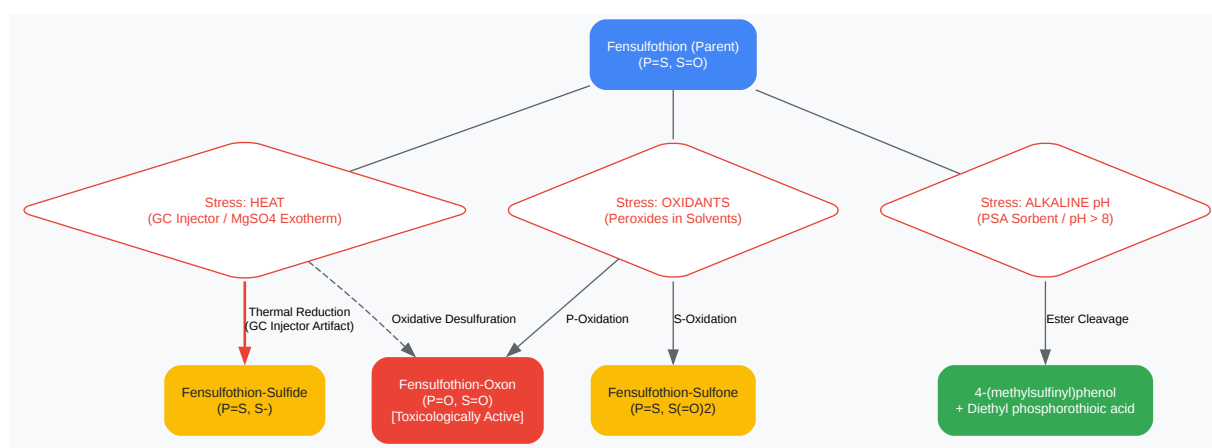 Fensulfothion (Parent)
(P=S, S=O)
Stress: HEAT
(GC Injector / MgSO4 Exotherm)
Stress: OXIDANTS
(Peroxides in Solvents)
Stress: ALKALINE pH
(PSA Sorbent / pH > 8)
Thermal Reduction
(GC Injector Artifact)
Oxidative Desulfuration
P-Oxidation
S-Oxidation
Ester Cleavage
Fensulfothion-Sulfide
(P=S, S-)
Fensulfothion-Oxon
(P=O, S=O)
[Toxicologically Active]
Fensulfothion-Sulfone
(P=S, S(=O)2)
4-(methylsulfinyl)phenol
+ Diethyl phosphorothioic acid